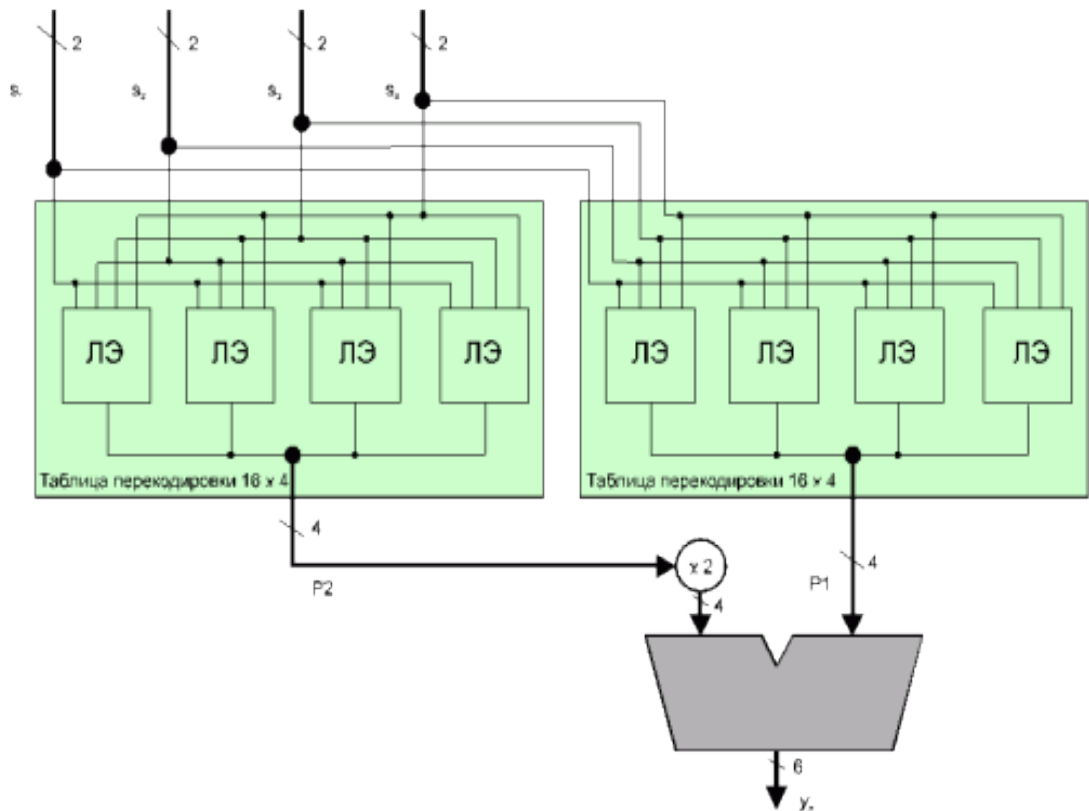 2 2 2 2
s s₂ s₃ s₄
ЛЭ ЛЭ ЛЭ ЛЭ ЛЭ ЛЭ ЛЭ ЛЭ
Таблица перекодировки 16 x 4 Таблица перекодировки 16 x 4
4
x 2
4
P2
4
P1
6
y